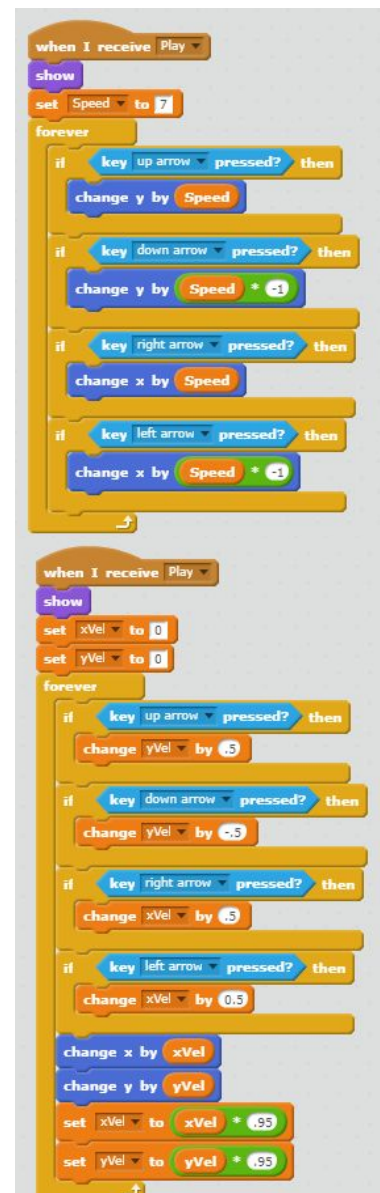 when I receive Play
show
set Speed to 7
forever
if key up arrow pressed? then
change y by Speed
if key down arrow pressed? then
change y by Speed * -1
if key right arrow pressed? then
change x by Speed
if key left arrow pressed? then
change x by Speed * -1
when I receive Play
show
set xVel to 0
set yVel to 0
forever
if key up arrow pressed? then
change yVel by .5
if key down arrow pressed? then
change yVel by -.5
if key right arrow pressed? then
change xVel by .5
if key left arrow pressed? then
change xVel by 0.5
change x by xVel
change y by yVel
set xVel to xVel * .95
set yVel to yVel * .95